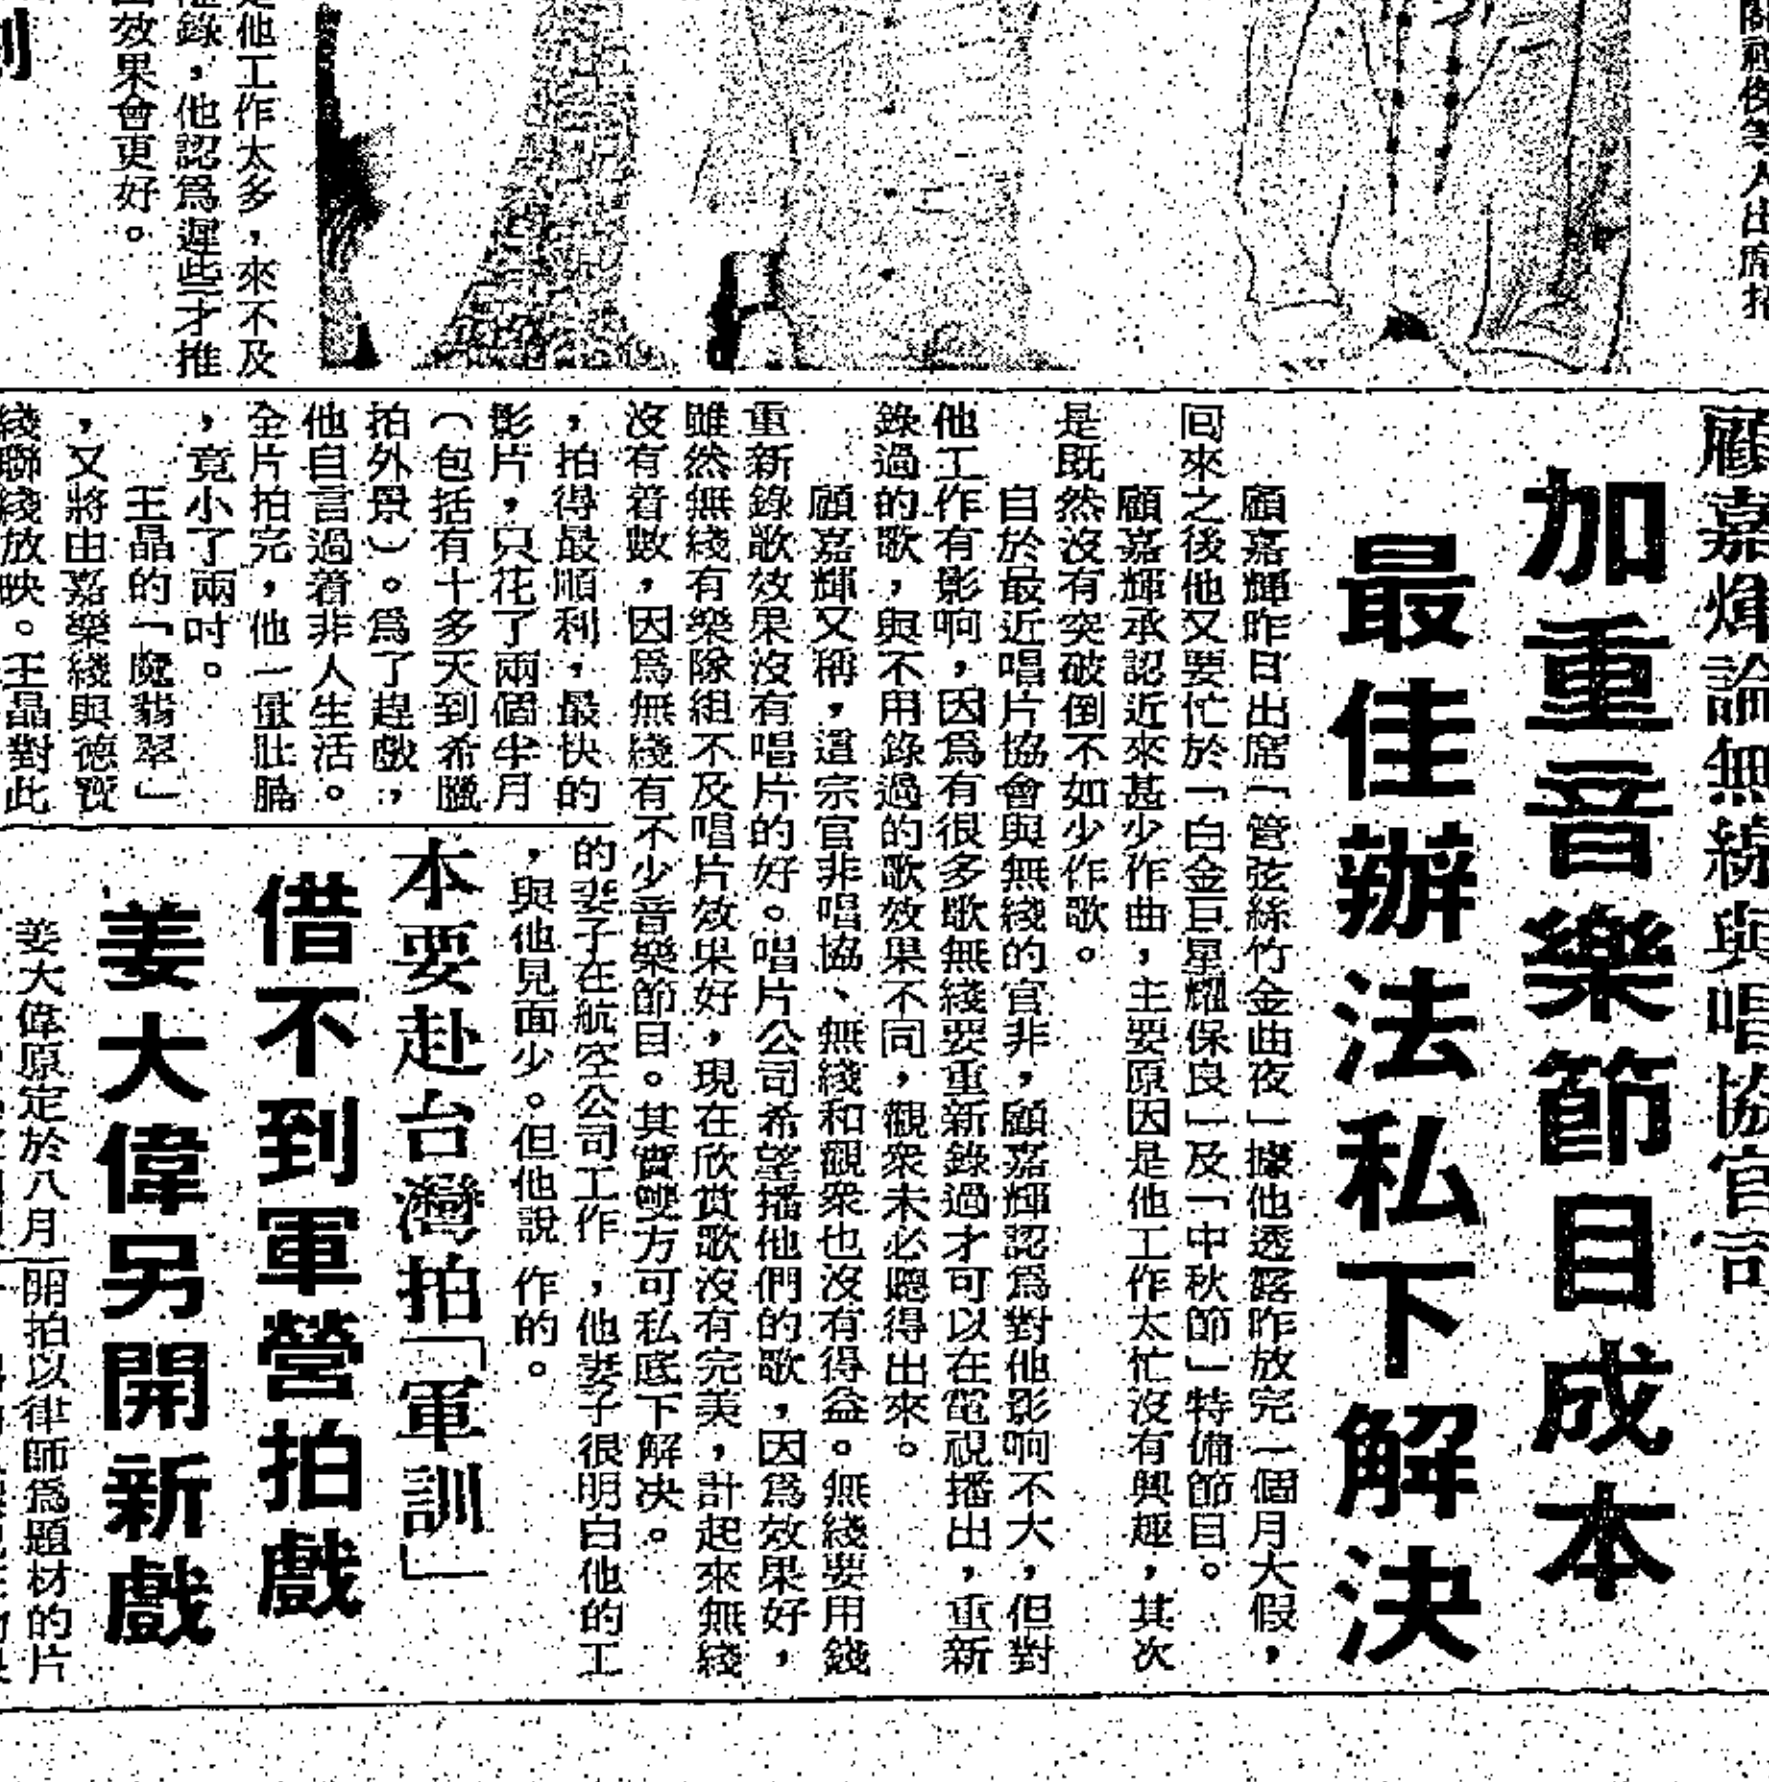 他工作太多，來不及
錄，他認爲遲些才推
效果會更好。
顧嘉煇論無綫與唱協官司
加重音樂節目成本
最佳辦法私下解決
顧嘉輝昨日出席「管弦絲竹金曲夜」據他透露昨放完一個月大假，
囘來之後他又要忙於「白金巨星耀保良」及「中秋節」特備節目。
顧嘉輝承認近來甚少作曲，主要原因是他工作太忙沒有興趣，其次
是既然沒有突破倒不如少作歌。
自於最近唱片協會與無綫的官非，顧嘉輝認爲對他影响不大，但對
他工作有影响，因爲有很多歌無綫要重新錄過才可以在電視播出，重新
錄過的歌，與不用錄過的歌效果不同，觀衆未必聽得出來。
顧嘉輝又稱，這宗官非唱協、無綫和觀衆也沒有得益。無綫要用錢
重新錄歌效果沒有唱片的好。唱片公司希望播他們的歌，因爲效果好，
雖然無綫有樂隊組不及唱片效果好，現在欣賞歌沒有完美，計起來無綫
沒有着數，因爲無綫有不少音樂節目。其實雙方可私底下解决。
，拍得最順利，最快的
影片，只花了兩個半月
（包括有十多天到希臘
拍外景）。爲了趕戲，
他自言過着非人生活。
全片拍完，他一量肚腩
，竟小了兩吋。
王晶的「魔翡翠」
，又將由嘉樂綫與德寶
綫聯綫放映。王晶對此
的妻子在航空公司工作
，與他見面少。但他說
，他妻子很明白他的工
作的。
本要赴台灣拍「軍訓」
借不到軍營拍戲
姜大偉另開新戲
姜大偉原定於八月
開拍以律師爲題材的片